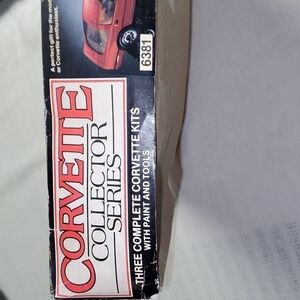 A perfect gift for the model
or Corvette enthusiast.
6381
CORVETTE
COLLECTOR
SERIES
THREE COMPLETE CORVETTE KITS
WITH PAINT AND TOOLS